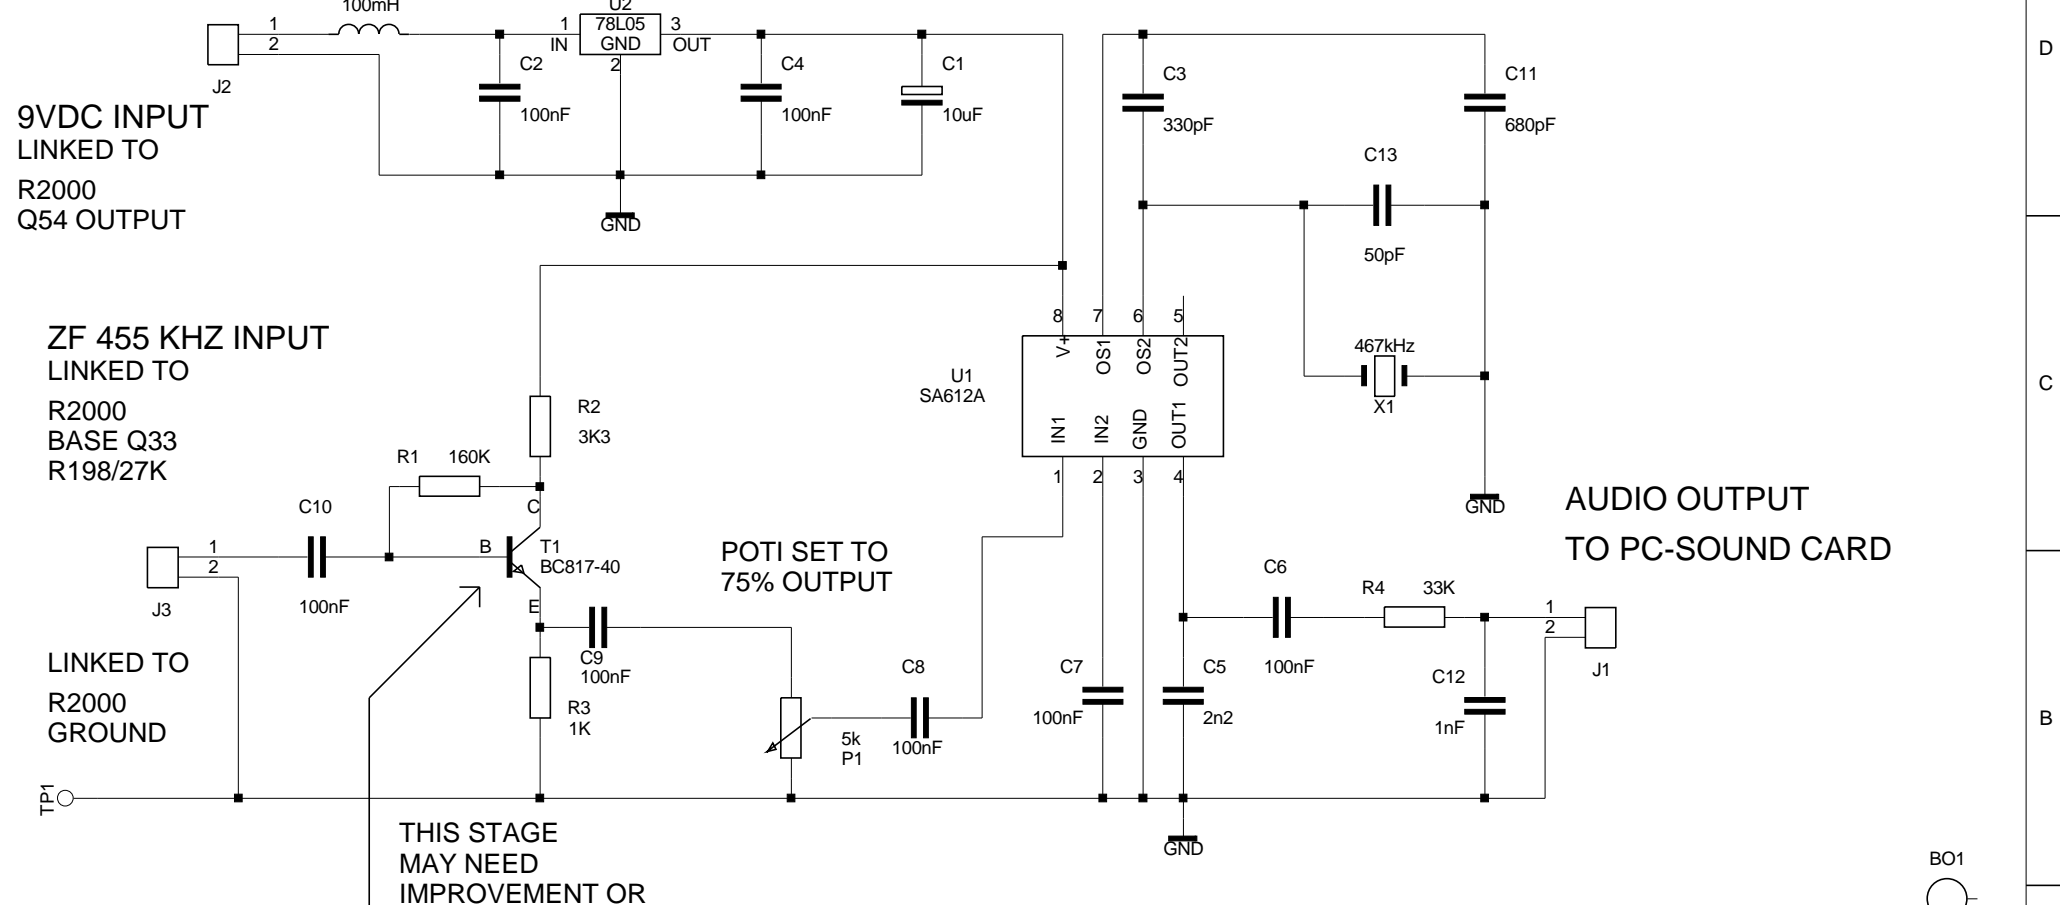 100mH
U2
1
2
J2
1
IN
78L05
GND
2
3
OUT
C2
100nF
C4
100nF
C1
10uF
C3
330pF
C11
680pF
C13
50pF
D
9VDC INPUT
LINKED TO
R2000
Q54 OUTPUT
GND
ZF 455 KHZ INPUT
LINKED TO
R2000
BASE Q33
R198/27K
8
7
6
5
V+
OS1
OS2
OUT2
U1
SA612A
IN1
IN2
GND
OUT1
1
2
3
4
467kHz
X1
C
R2
3K3
R1
160K
C
GND
AUDIO OUTPUT
TO PC-SOUND CARD
C10
100nF
1
2
J3
B
T1
BC817-40
E
POTI SET TO
75% OUTPUT
C9
100nF
R3
1K
5k
P1
C8
100nF
C7
100nF
C5
2n2
C6
100nF
R4
33K
C12
1nF
1
2
J1
B
LINKED TO
R2000
GROUND
TP1
THIS STAGE
MAY NEED
IMPROVEMENT OR
GND
BO1